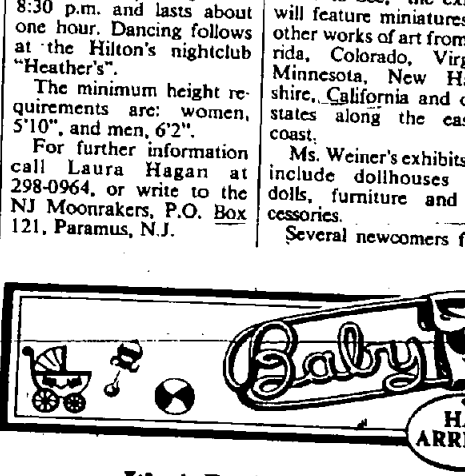 8:30 p.m. and lasts about
one hour. Dancing follows
at the Hilton's nightclub
"Heather's".
The minimum height re-
quirements are: women,
5'10", and men, 6'2".
For further information
call Laura Hagan at
298-0964, or write to the
NJ Moonrakers, P.O. Box
121, Paramus, N.J.
will feature miniatures
other works of art from
rida, Colorado, Virg
Minnesota, New Ha
shire, California and
states along the eas
coast.
Ms. Weiner's exhibits
include dollhouses
dolls, furniture and
cessories.
Several newcomers f
Baby
HA
ARRI